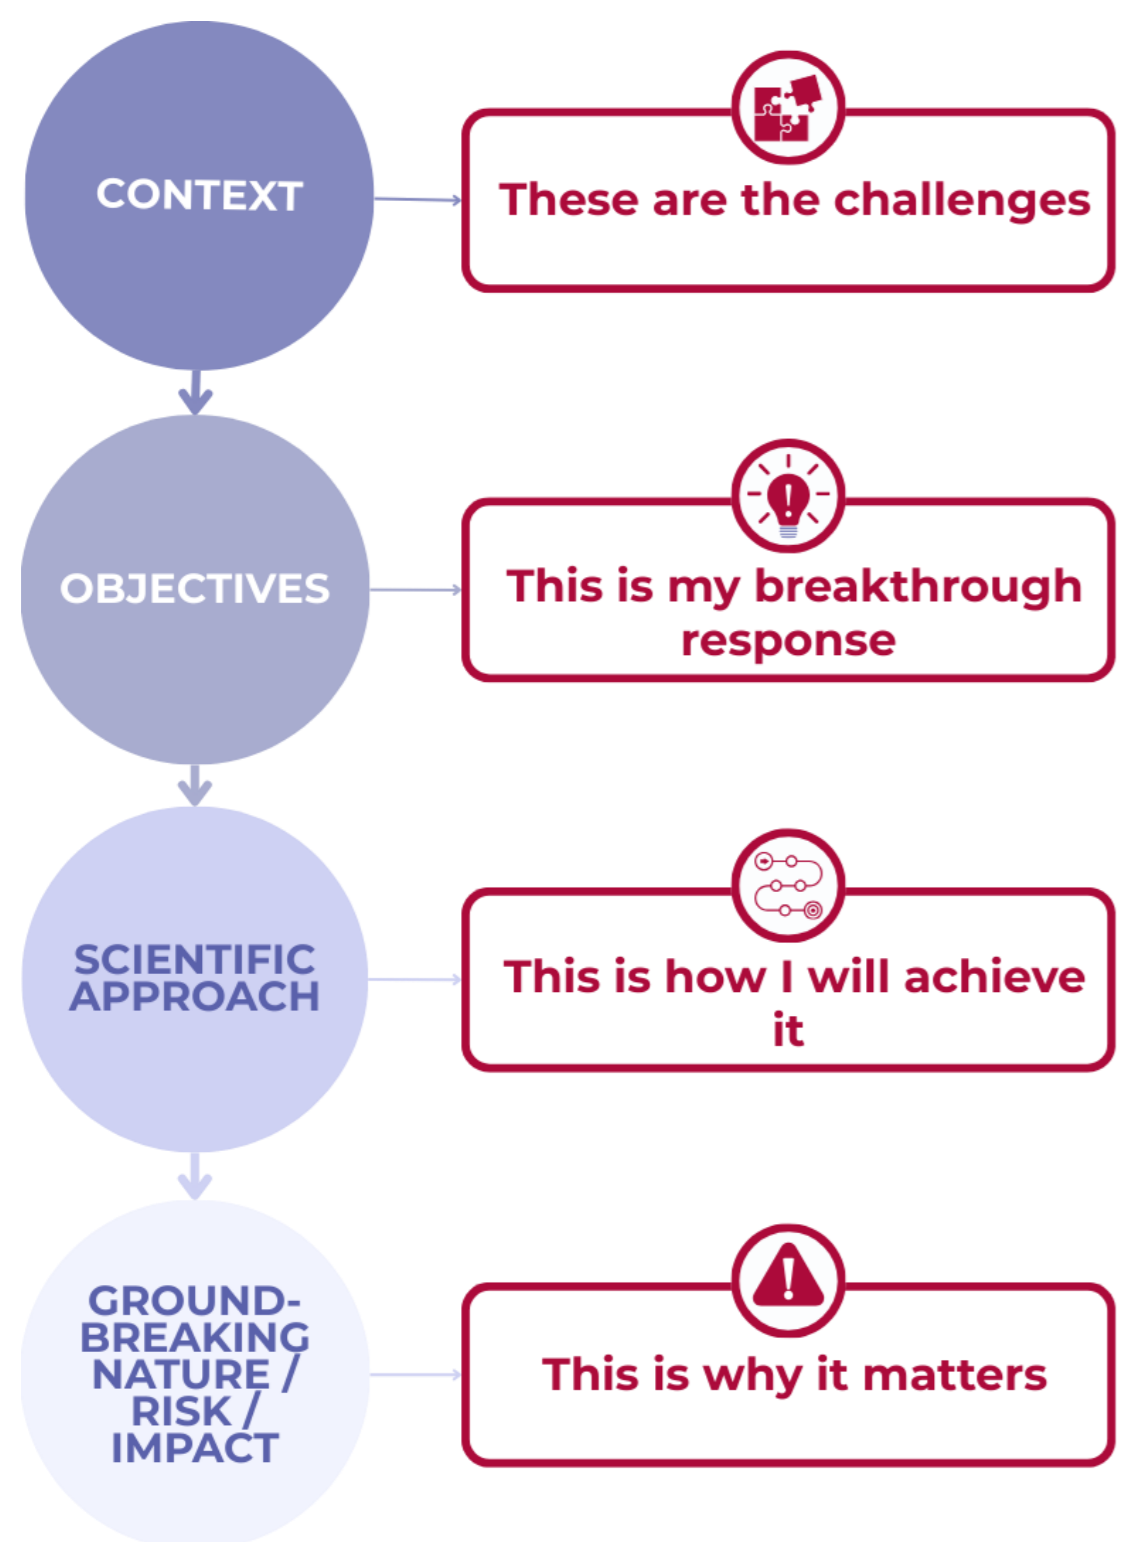 CONTEXT
These are the challenges
OBJECTIVES
This is my breakthrough
response
SCIENTIFIC
APPROACH
This is how I will achieve
it
GROUND-
BREAKING
NATURE /
RISK /
IMPACT
This is why it matters